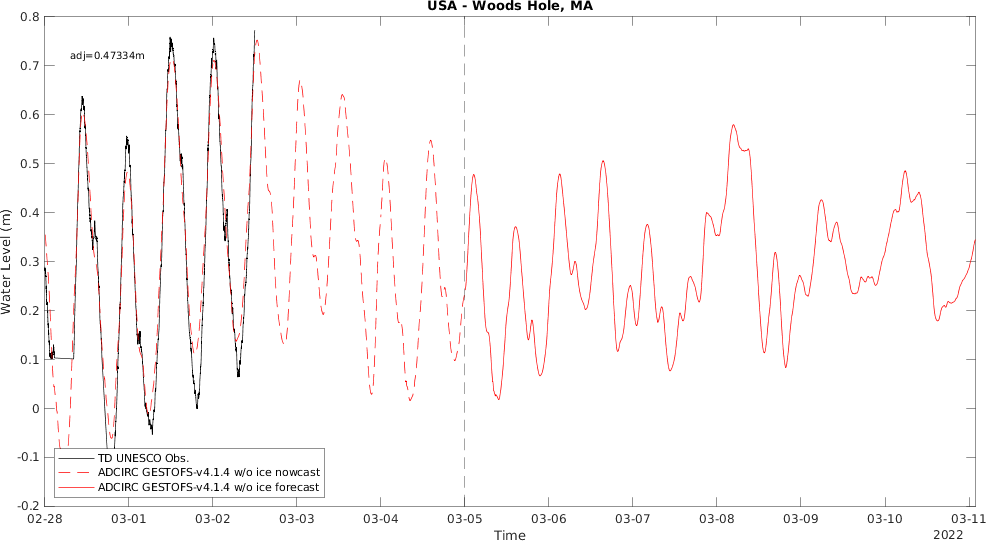 USA - Woods Hole, MA
adj=0.47334m
Water Level (m)
0.8
0.7
0.6
0.5
0.4
0.3
0.2
0.1
0
-0.1
-0.2
TD UNESCO Obs.
ADCIRC GESTOFS-v4.1.4 w/o ice nowcast
ADCIRC GESTOFS-v4.1.4 w/o ice forecast
02-28 03-01 03-02 03-03 03-04 03-05 03-06 03-07 03-08 03-09 03-10 03-11
Time 2022